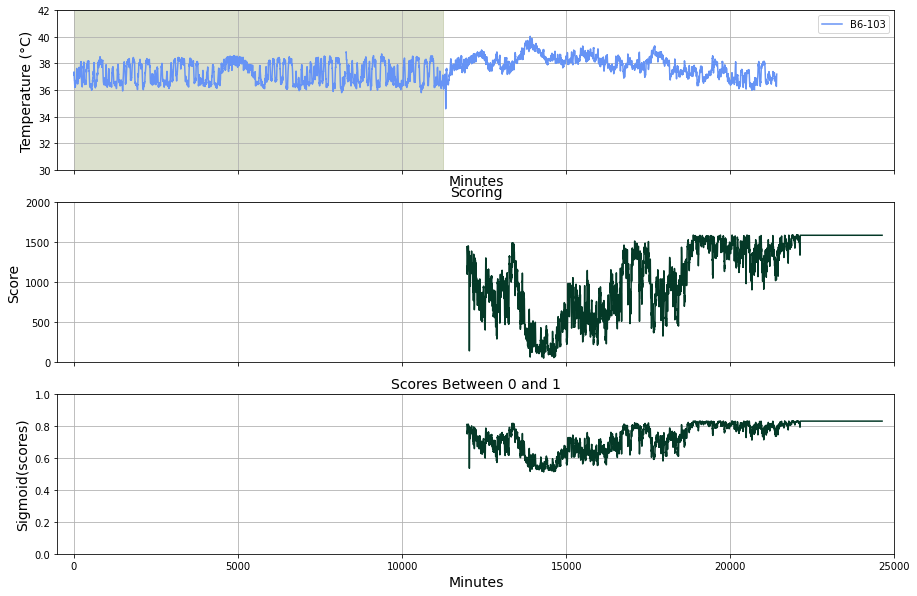 42
40
38
36
34
32
30
Temperature (°C)
B6-103
Minutes
Scoring
2000
1500
1000
500
0
Score
Scores Between 0 and 1
1.0
0.8
0.6
0.4
0.2
0.0
Sigmoid(scores)
0 5000 10000 15000 20000 25000
Minutes